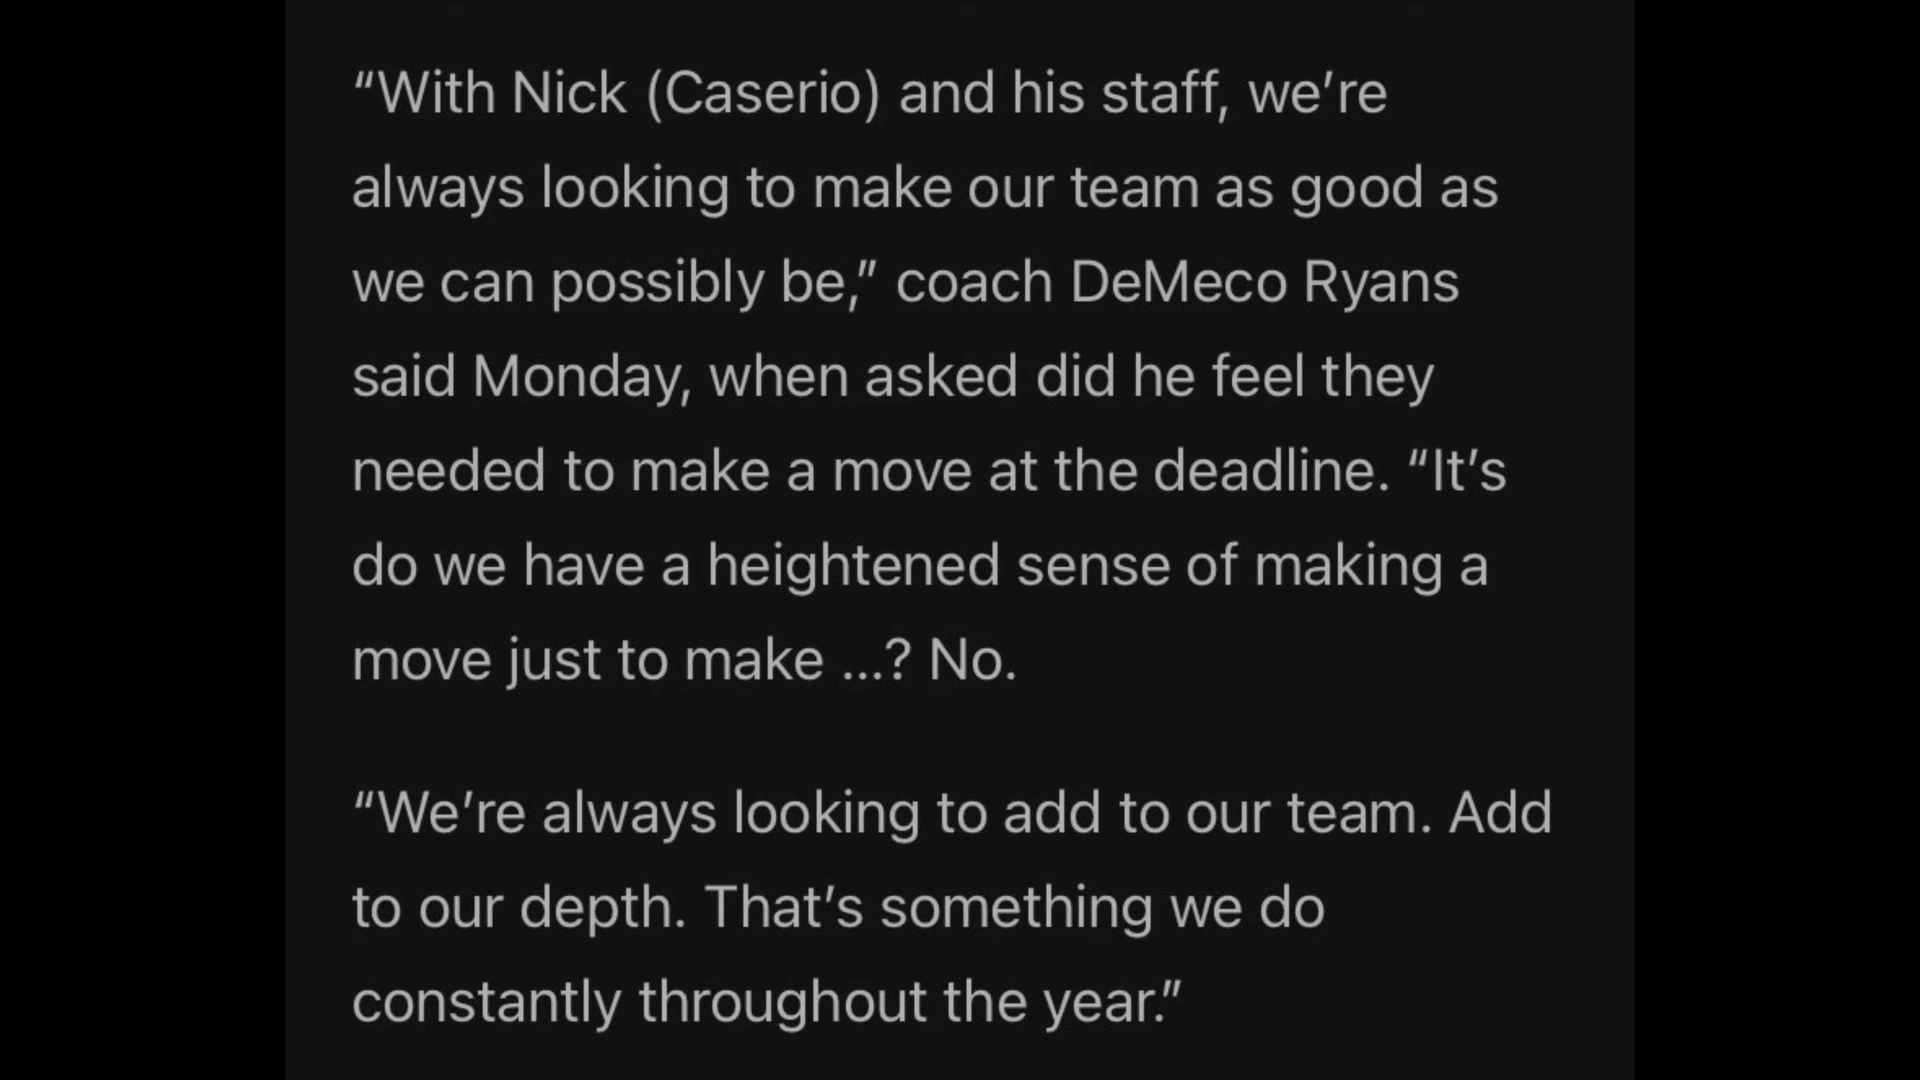 “With Nick (Caserio) and his staff, we’re
always looking to make our team as good as
we can possibly be,” coach DeMeco Ryans
said Monday, when asked did he feel they
needed to make a move at the deadline. “It’s
do we have a heightened sense of making a
move just to make ...? No.
“We’re always looking to add to our team. Add
to our depth. That’s something we do
constantly throughout the year.”